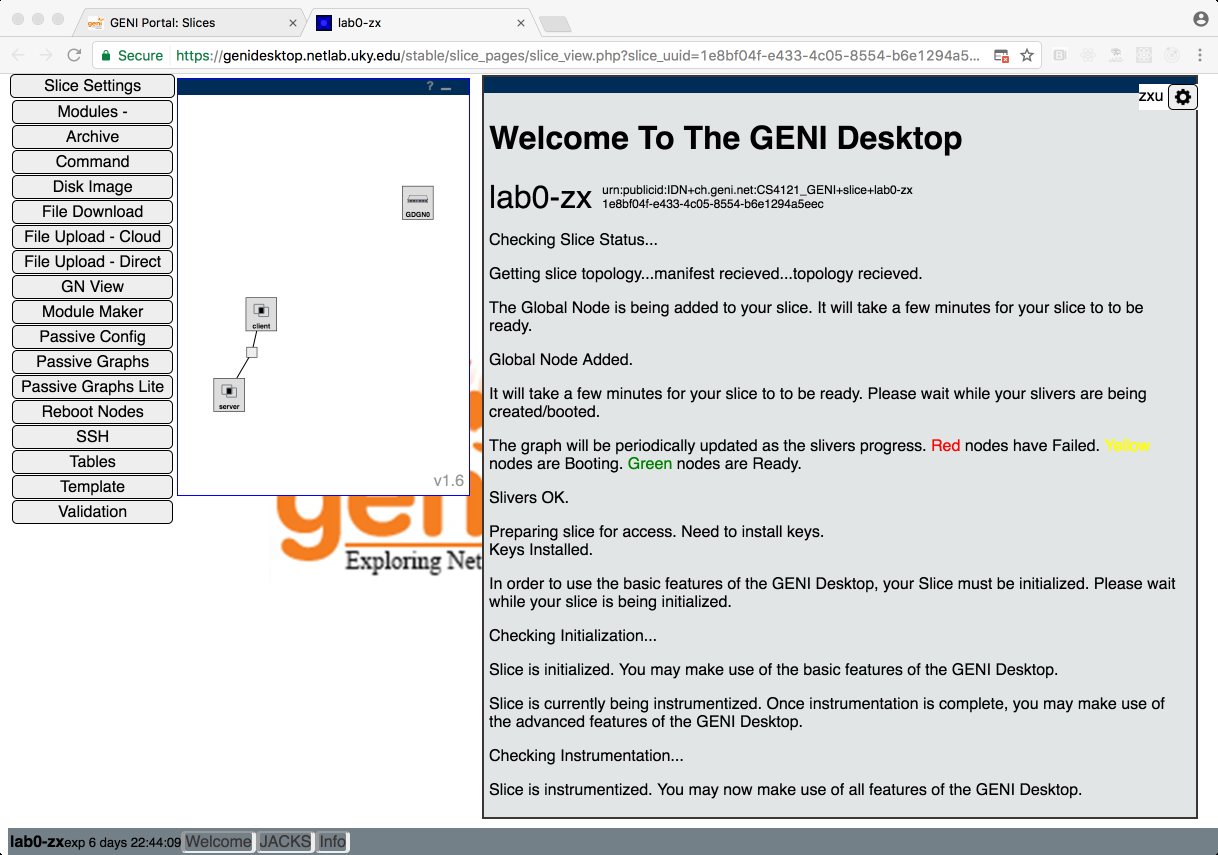 GENI Portal: Slices
lab0-zx
Secure
https://genidesktop.netlab.uky.edu/stable/slice_pages/slice_view.php?slice_uuid=1e8bf04f-e433-4c05-8554-b6e1294a5...
Slice Settings
Modules -
Archive
Command
Disk Image
File Download
File Upload - Cloud
File Upload - Direct
GN View
Module Maker
Passive Config
Passive Graphs
Passive Graphs Lite
Reboot Nodes
SSH
Tables
Template
Validation
?
GDGN0
client
server
v1.6
geni
Exploring Net
zxu
Welcome To The GENI Desktop
lab0-zx
urn:publicid:IDN+ch.geni.net:CS4121_GENI+slice+lab0-zx
1e8bf04f-e433-4c05-8554-b6e1294a5eec
Checking Slice Status...
Getting slice topology...manifest recieved...topology recieved.
The Global Node is being added to your slice. It will take a few minutes for your slice to to be
ready.
Global Node Added.
It will take a few minutes for your slice to to be ready. Please wait while your slivers are being
created/booted.
The graph will be periodically updated as the slivers progress. Red nodes have Failed. Yellow
nodes are Booting. Green nodes are Ready.
Slivers OK.
Preparing slice for access. Need to install keys.
Keys Installed.
In order to use the basic features of the GENI Desktop, your Slice must be initialized. Please wait
while your slice is being initialized.
Checking Initialization...
Slice is initialized. You may make use of the basic features of the GENI Desktop.
Slice is currently being instrumentized. Once instrumentation is complete, you may make use of
the advanced features of the GENI Desktop.
Checking Instrumentation...
Slice is instrumentized. You may now make use of all features of the GENI Desktop.
lab0-zx exp 6 days 22:44:09 Welcome JACKS Info